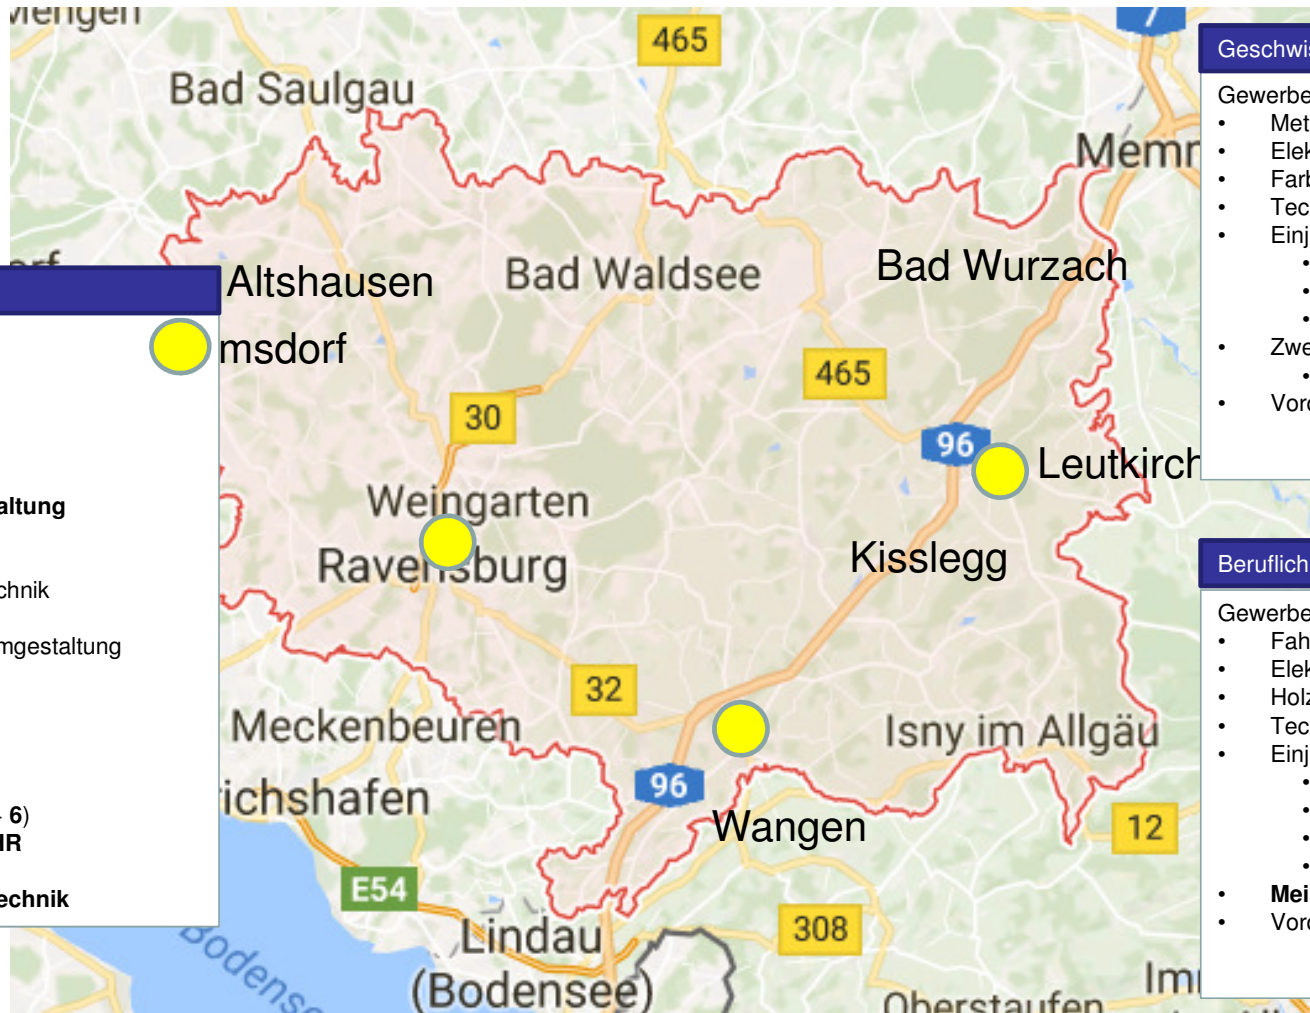 465
7
Bad Saulgau
Altshausen
msdorf
Bad Waldsee
Bad Wurzach
465
30
96
Leutkirch
Weingarten
Ravensburg
Kisslegg
32
Meckenbeuren
Isny im Allgäu
96
ichshafen
Wangen
12
E54
308
Lindau
(Bodensee)
Oberstaufen
altung
chnik
mgestaltung
6)
IR
echnik
Geschwis
Gewerbe
• Met
• Elek
• Farb
• Tec
• Einj
•
•
•
• Zwe
•
• Vor
Beruflich
Gewerbe
• Fah
• Elek
• Holz
• Tec
• Einj
•
•
•
•
• Mei
• Vor